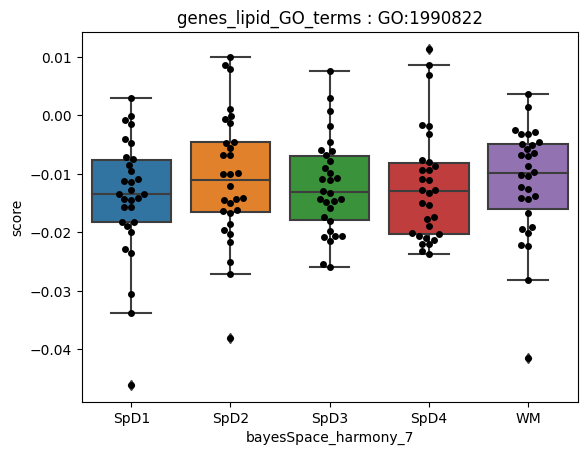 genes_lipid_GO_terms : GO:1990822
0.01
0.00
−0.01
−0.02
−0.03
−0.04
score
SpD1 SpD2 SpD3 SpD4 WM
bayesSpace_harmony_7